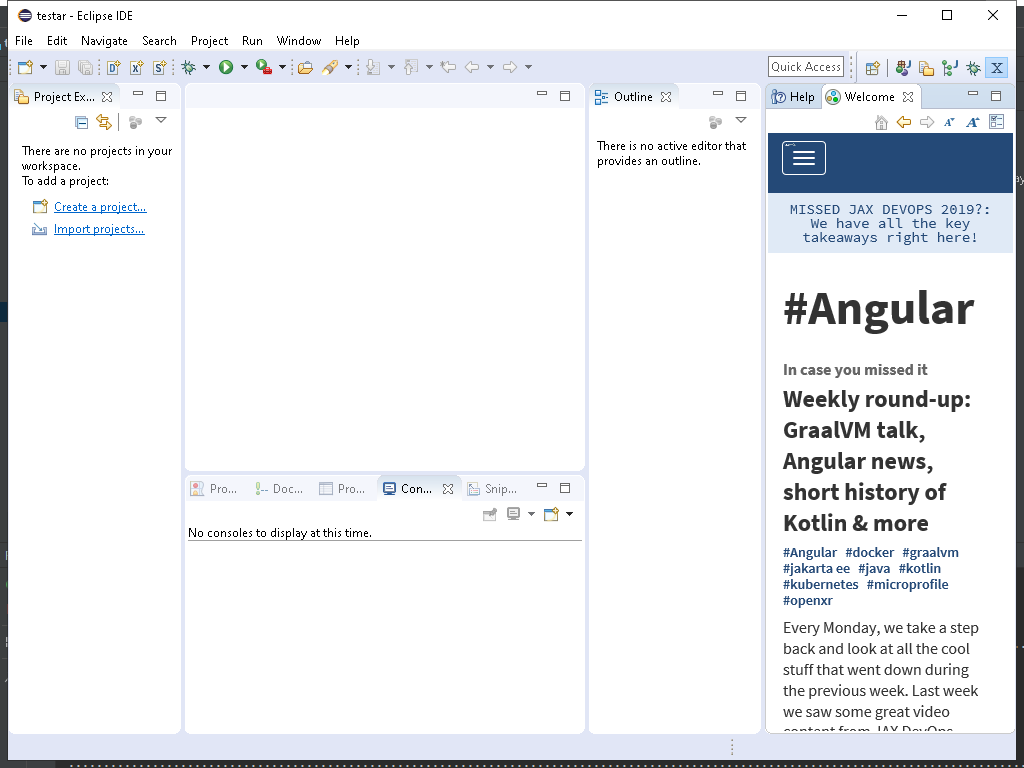 testar - Eclipse IDE
File Edit Navigate Search Project Run Window Help
Quick Access
Project Ex...
There are no projects in your
workspace.
To add a project:
Create a project...
Import projects...
Pro... Doc... Pro... Con... Snip...
No consoles to display at this time.
Outline
There is no active editor that
provides an outline.
Help Welcome
MISSED JAX DEVOPS 2019?:
We have all the key
takeaways right here!
#Angular
In case you missed it
Weekly round-up:
GraalVM talk,
Angular news,
short history of
Kotlin & more
#Angular #docker #graalvm
#jakarta ee #java #kotlin
#kubernetes #microprofile
#openxr
Every Monday, we take a step
back and look at all the cool
stuff that went down during
the previous week. Last week
we saw some great video
content from JAX DevOps